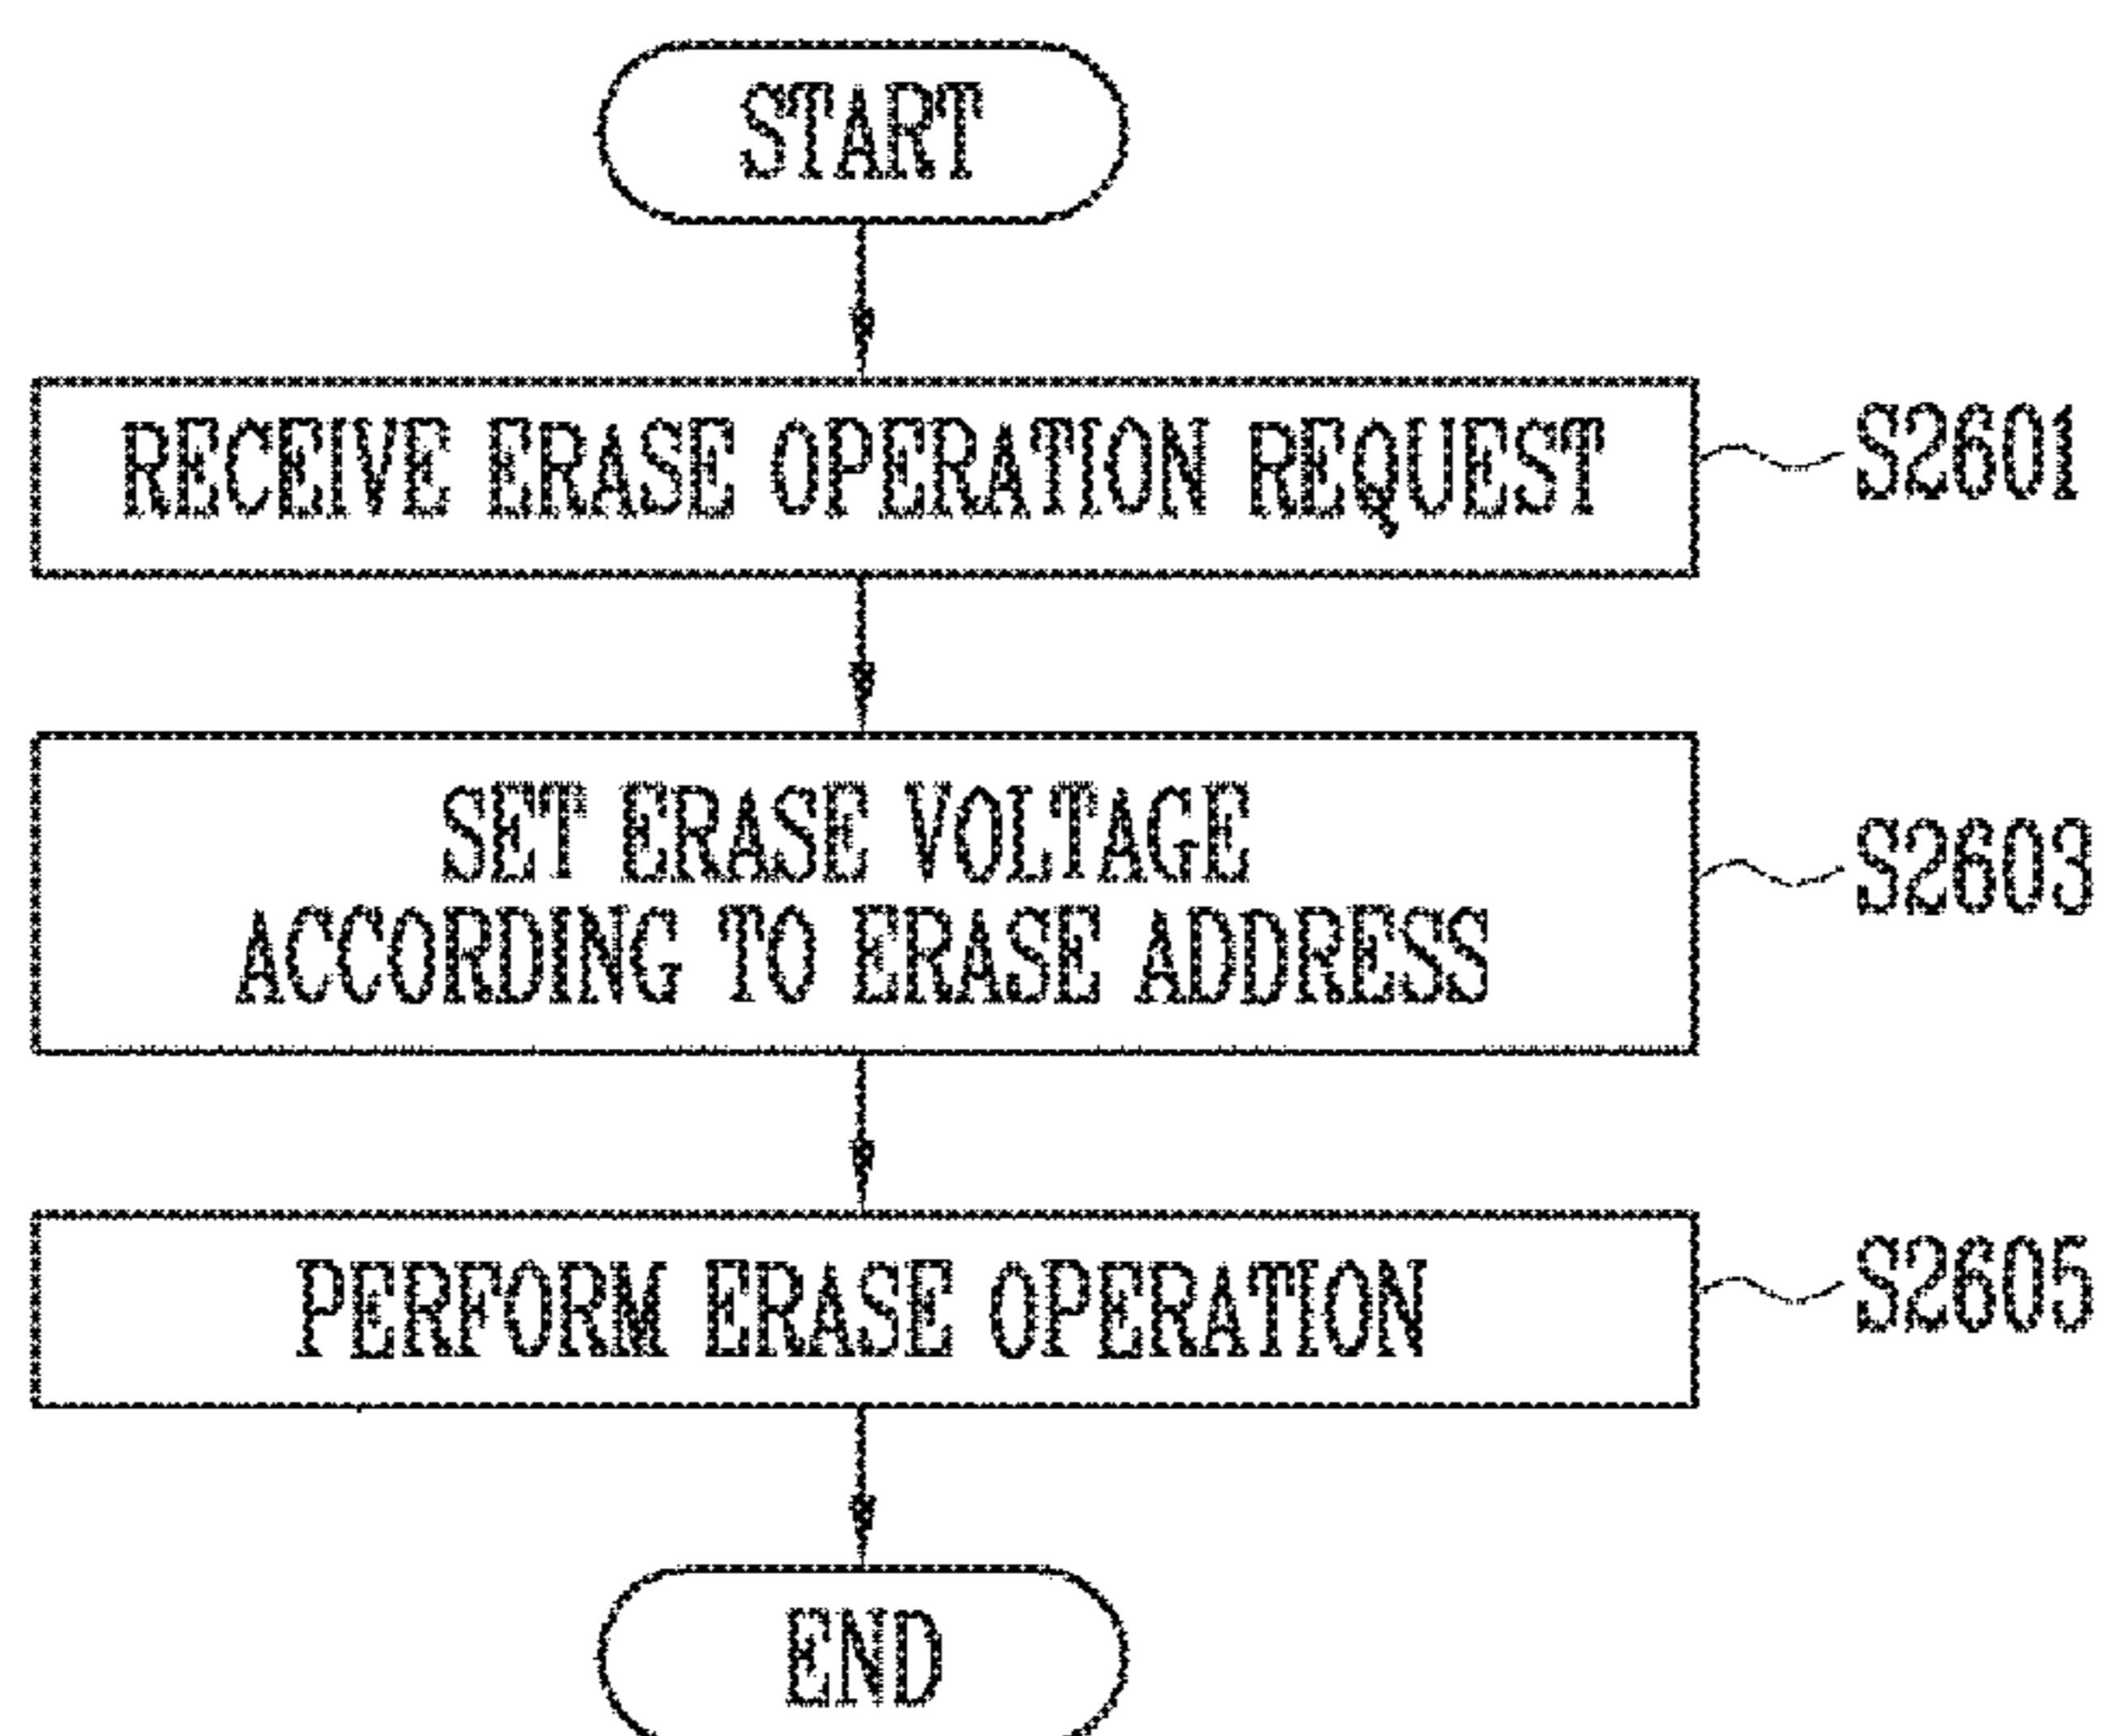 START
RECEIVE ERASE OPERATION REQUEST
S2601
SET ERASE VOLTAGE
ACCORDING TO ERASE ADDRESS
S2603
PERFORM ERASE OPERATION
S2605
END